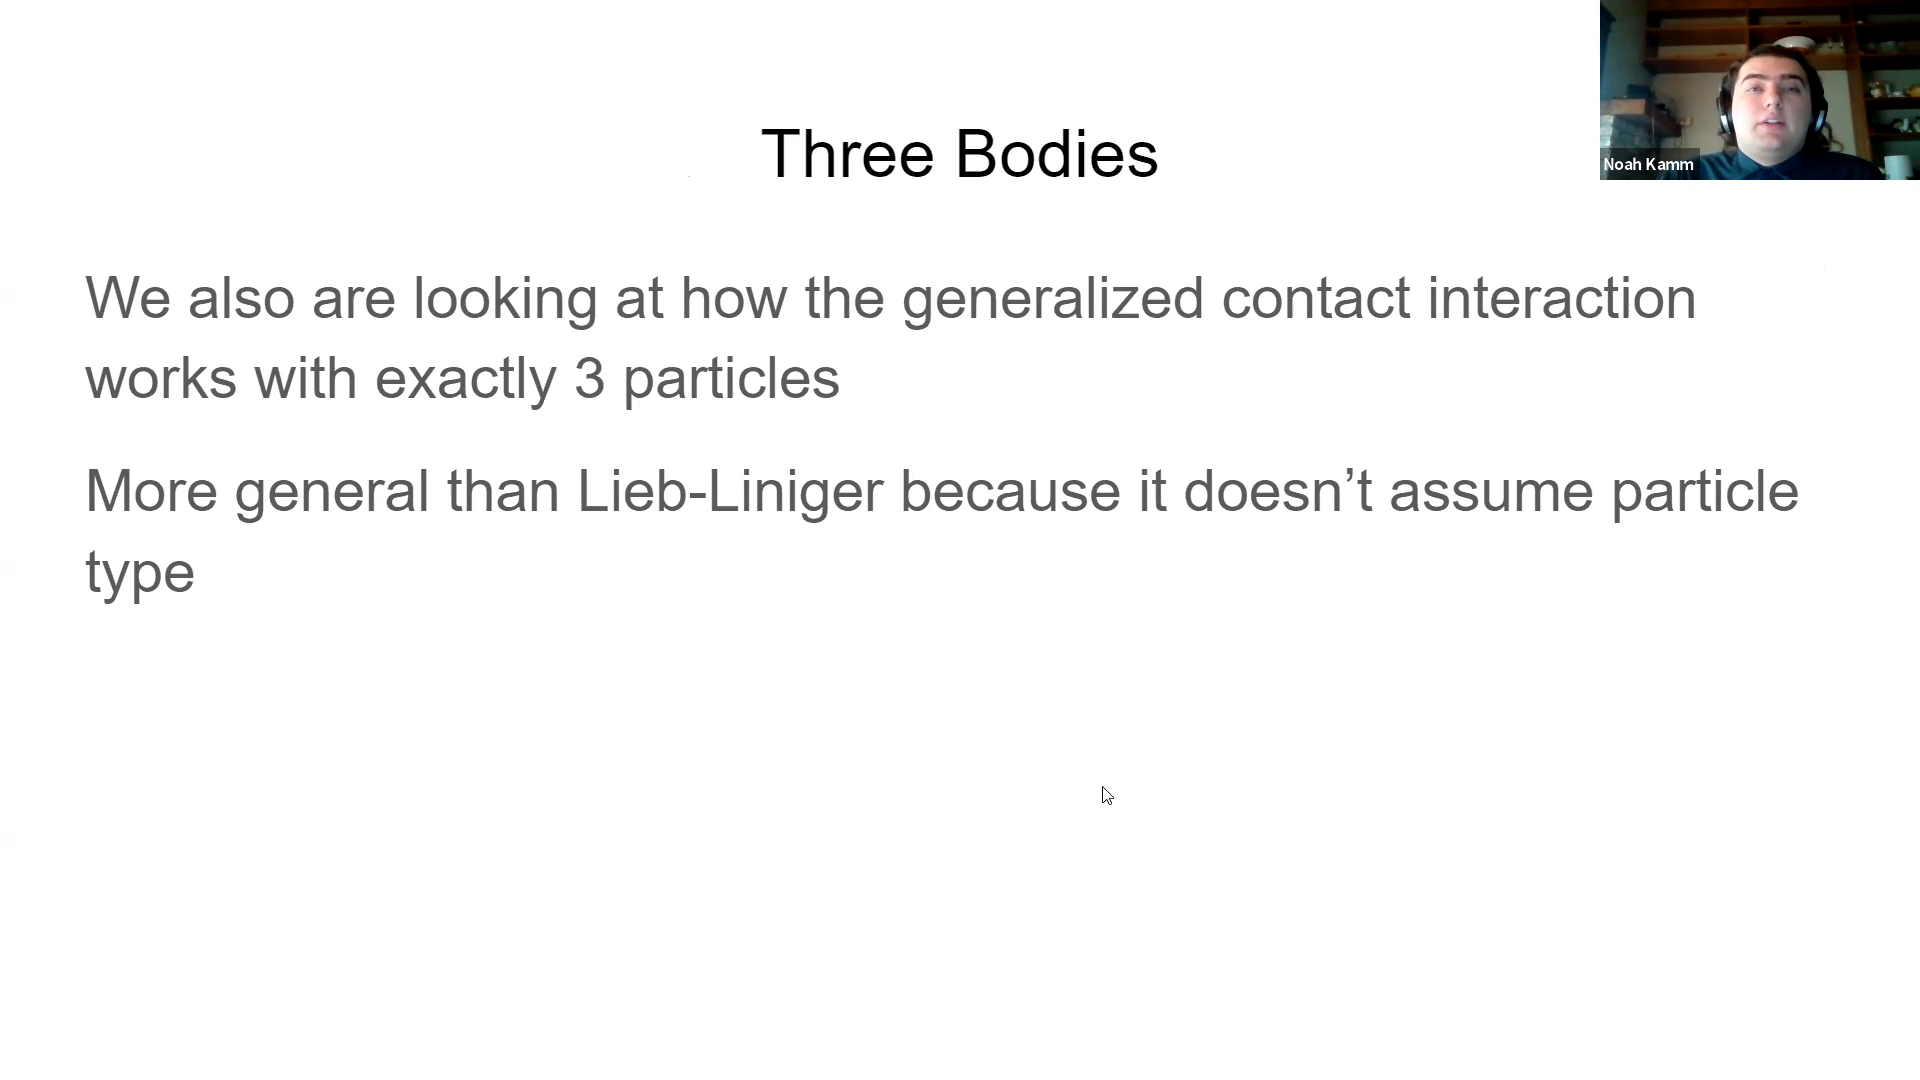 Three Bodies
Noah Kamm
We also are looking at how the generalized contact interaction
works with exactly 3 particles
More general than Lieb-Liniger because it doesn’t assume particle
type